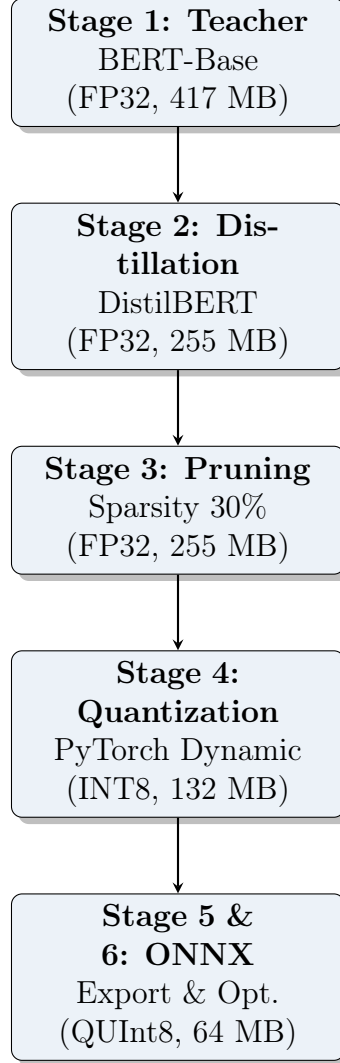 Stage 1: Teacher
BERT-Base
(FP32, 417 MB)
Stage 2: Dis-
tillation
DistilBERT
(FP32, 255 MB)
Stage 3: Pruning
Sparsity 30%
(FP32, 255 MB)
Stage 4:
Quantization
PyTorch Dynamic
(INT8, 132 MB)
Stage 5 &
6: ONNX
Export & Opt.
(QUInt8, 64 MB)